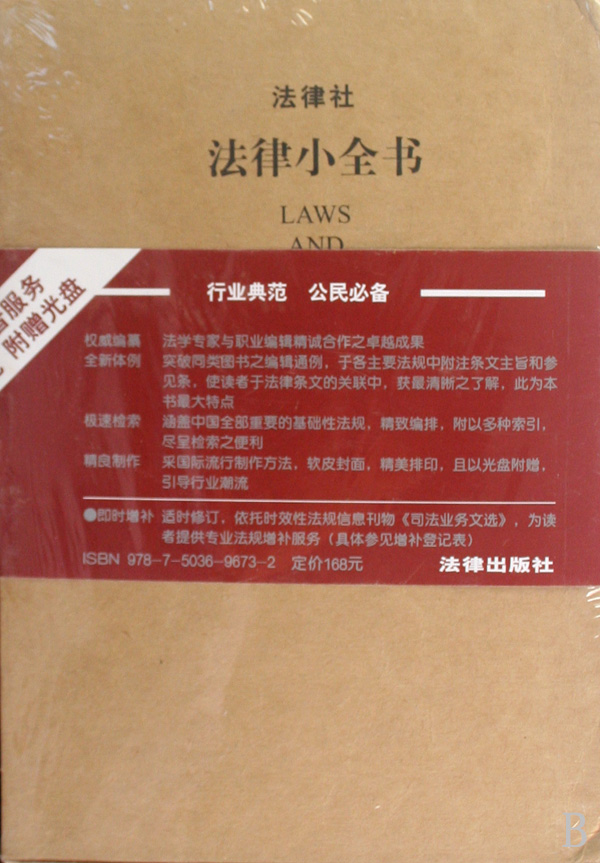 法律社
法律小全书
LAWS
AND
服务
附赠光盘
行业典范 公民必备
权威编纂 法学专家与职业编辑精诚合作之卓越成果
全新体例 突破同类图书之编辑通例，于各主要法规中附注条文主旨和参
见条，使读者于法律条文的关联中，获最清晰之了解，此为本
书最大特点
极速检索 涵盖中国全部重要的基础性法规，精致编排，附以多种索引，
尽呈检索之便利
精良制作 采国际流行制作方法，软皮封面，精美排印，且以光盘附赠，
引导行业潮流
●即时增补 适时修订，依托时效性法规信息刊物《司法业务文选》，为读
者提供专业法规增补服务（具体参见增补登记表）
ISBN 978-7-5036-9673-2 定价168元 法律出版社
B